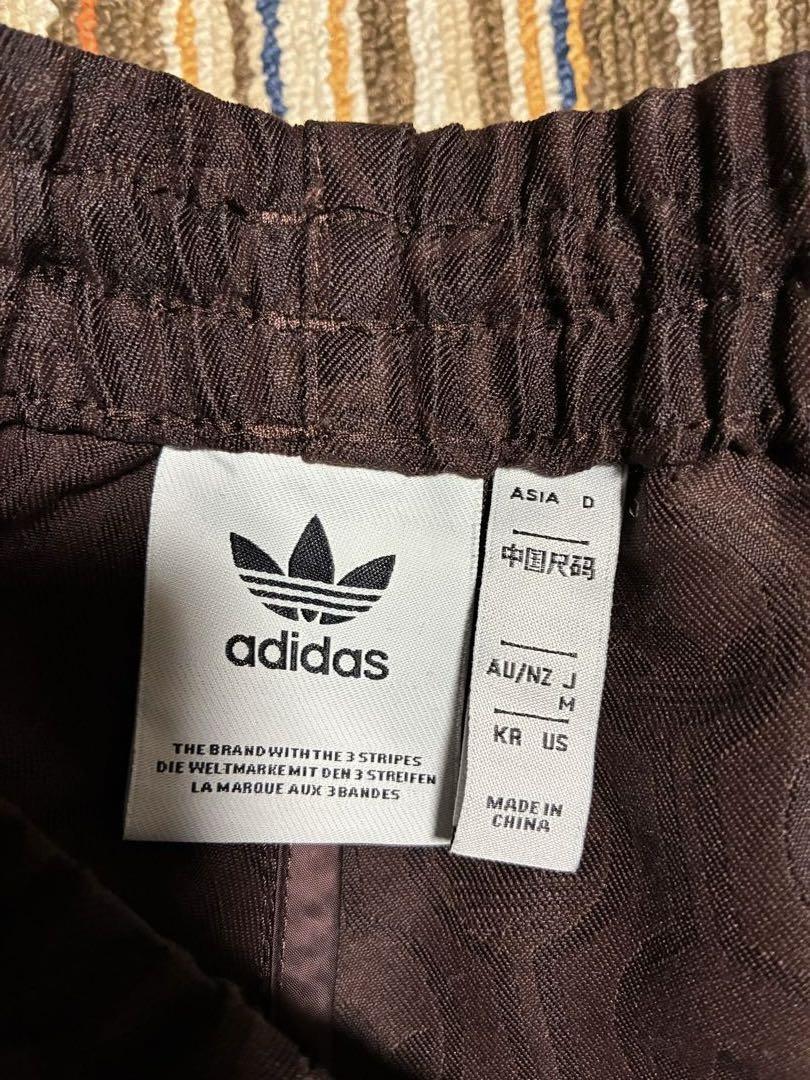 adidas
THE BRAND WITH THE 3 STRIPES
DIE WELTMARKE MIT DEN 3 STREIFEN
LA MARQUE AUX 3 BANDES
ASIA D
中国尺码
AU/NZ J
M
KR US
MADE IN
CHINA